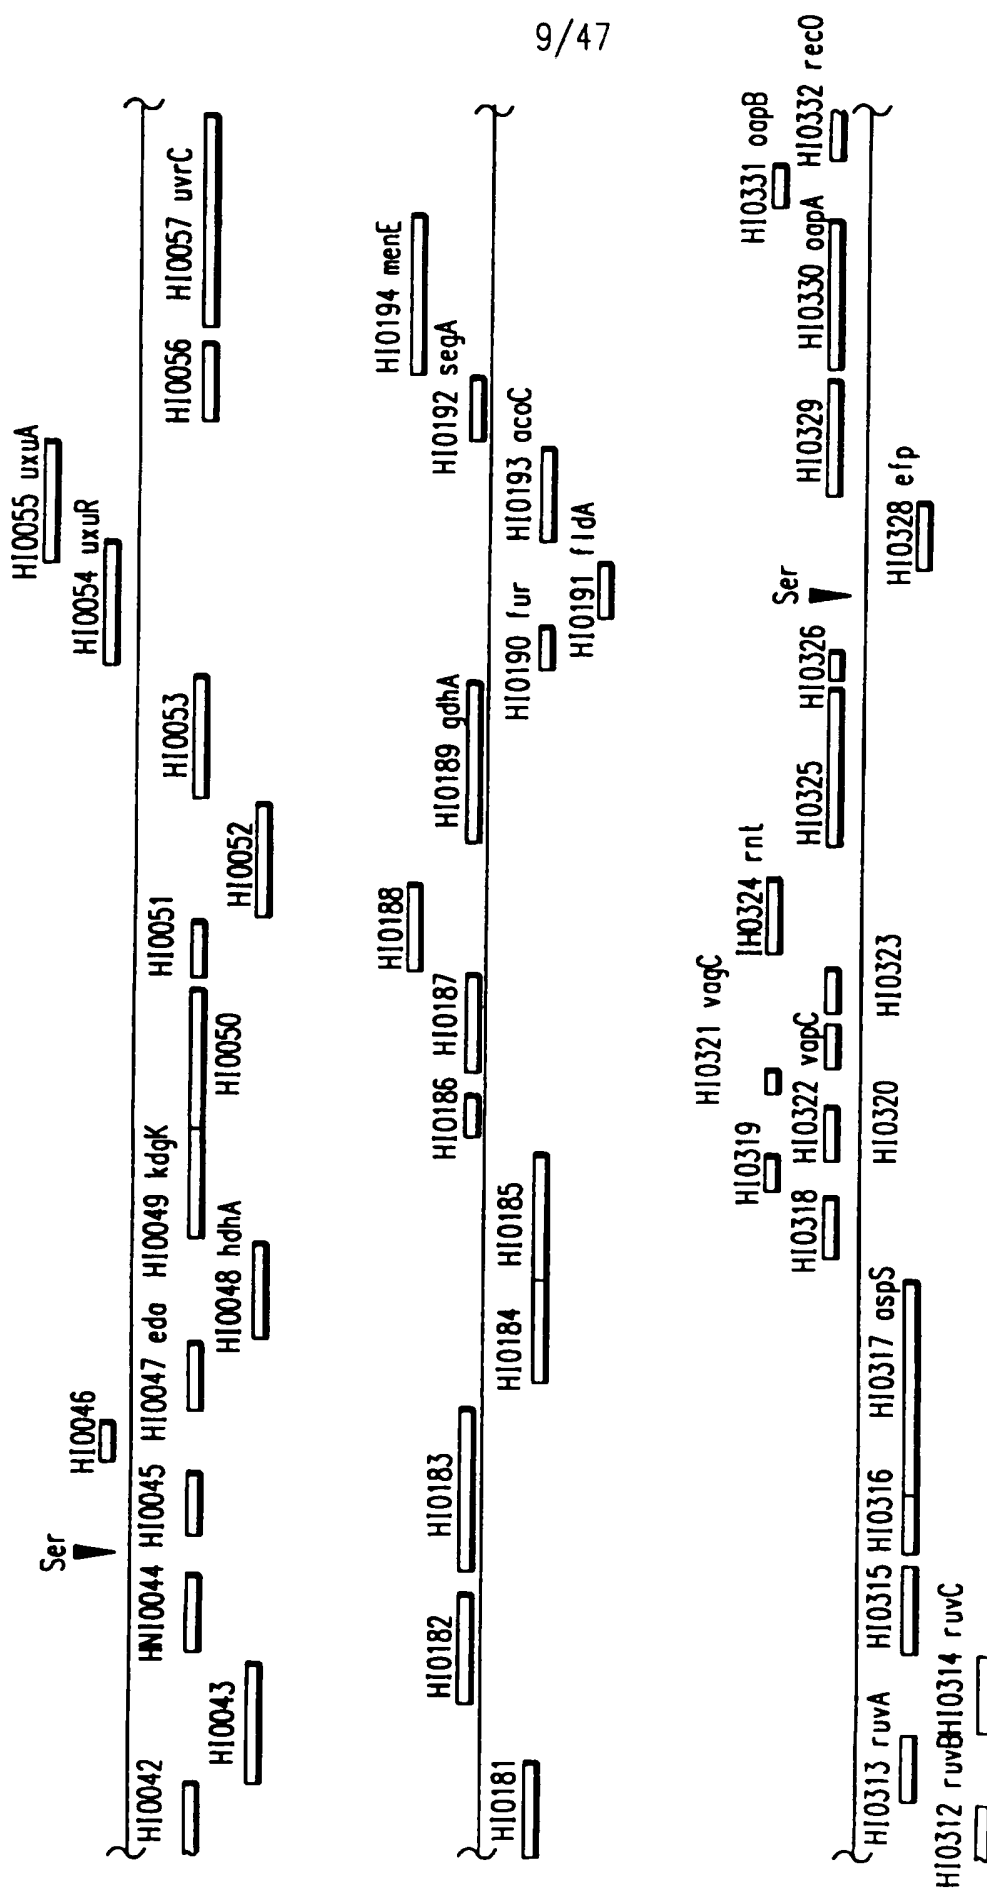 9/47
HI0042
HI0043
HNI0044
Ser
HI0045
HI0046
HI0047 eda
HI0048 hdhA
HI0049 kdgK
HI0050
HI0051
HI0052
HI0053
HI0054 uxuR
HI0055 uxuA
HI0056
HI0057 uvrC
HI0181
HI0182
HI0183
HI0184
HI0185
HI0186
HI0187
HI0188
HI0189 gdhA
HI0190 fur
HI0191 fldA
HI0192 seqA
HI0193 acoC
HI0194 menE
HI0312 ruvB
HI0313 ruvA
HI0314 ruvC
HI0315
HI0316
HI0317 aspS
HI0318
HI0319
HI0320
HI0321 vagC
HI0322 vapC
HI0323
IH0324 rnt
HI0325
HI0326
Ser
HI0328 efp
HI0329
HI0330 oapA
HI0331 oapB
HI0332 recO